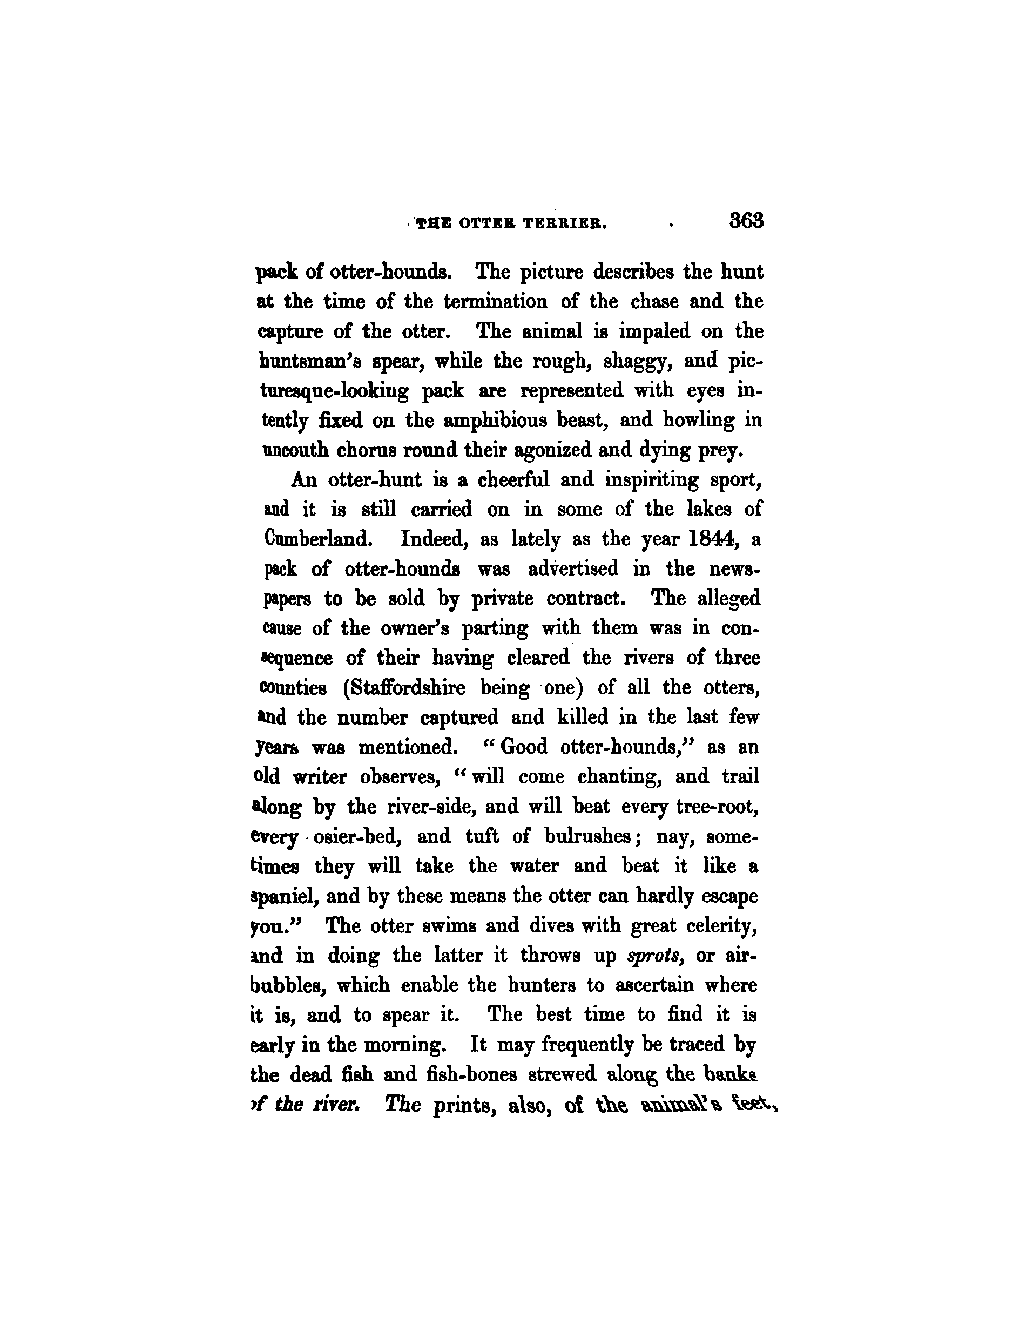 THE OTTER TERRIER. 363
pack of otter-hounds. The picture describes the hunt
at the time of the termination of the chase and the
capture of the otter. The animal is impaled on the
huntsman's spear, while the rough, shaggy, and pic-
turesque-looking pack are represented with eyes in-
tently fixed on the amphibious beast, and howling in
uncouth chorus round their agonized and dying prey.
An otter-hunt is a cheerful and inspiriting sport,
and it is still carried on in some of the lakes of
Cumberland. Indeed, as lately as the year 1844, a
pack of otter-hounds was advertised in the news-
papers to be sold by private contract. The alleged
cause of the owner's parting with them was in con-
sequence of their having cleared the rivers of three
counties (Staffordshire being one) of all the otters,
and the number captured and killed in the last few
years was mentioned. "Good otter-hounds," as an
old writer observes, "will come chanting, and trail
along by the river-side, and will beat every tree-root,
every osier-bed, and tuft of bulrushes; nay, some-
times they will take the water and beat it like a
spaniel, and by these means the otter can hardly escape
you." The otter swims and dives with great celerity,
and in doing the latter it throws up sprots, or air-
bubbles, which enable the hunters to ascertain where
it is, and to spear it. The best time to find it is
early in the morning. It may frequently be traced by
the dead fish and fish-bones strewed along the banks
of the river. The prints, also, of the animal's feet,